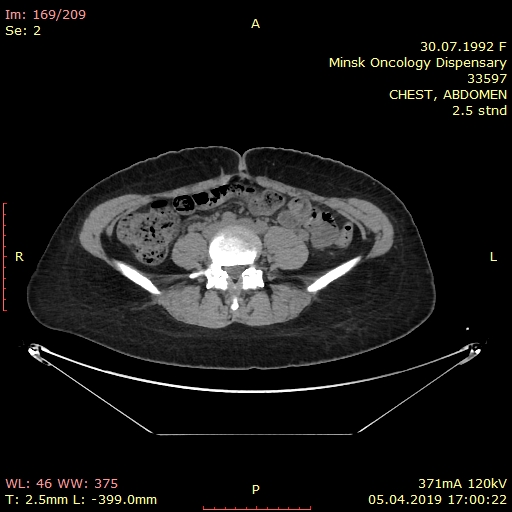 Im: 169/209
Se: 2
A
30.07.1992 F
Minsk Oncology Dispensary
33597
CHEST, ABDOMEN
2.5 stnd
R
L
WL: 46 WW: 375
T: 2.5mm L: -399.0mm
P
371mA 120kV
05.04.2019 17:00:22